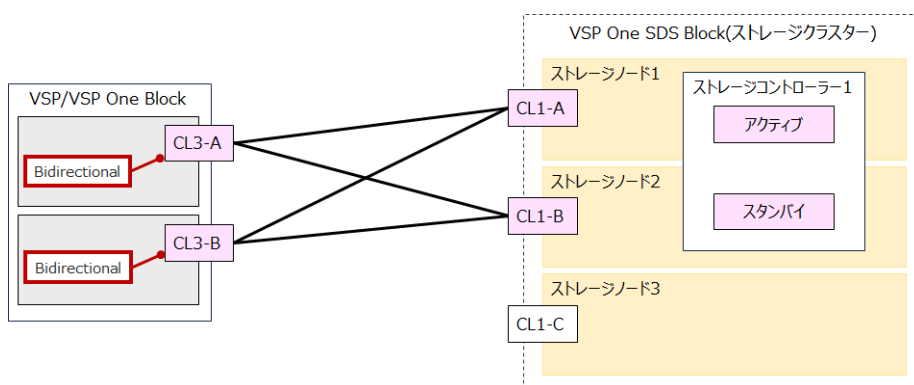 VSP One SDS Block(ストレージクラスター)
VSP/VSP One Block
CL3-A
Bidirectional
CL3-B
Bidirectional
ストレージノード1
CL1-A
ストレージコントローラー1
アクティブ
ストレージノード2
CL1-B
スタンバイ
ストレージノード3
CL1-C